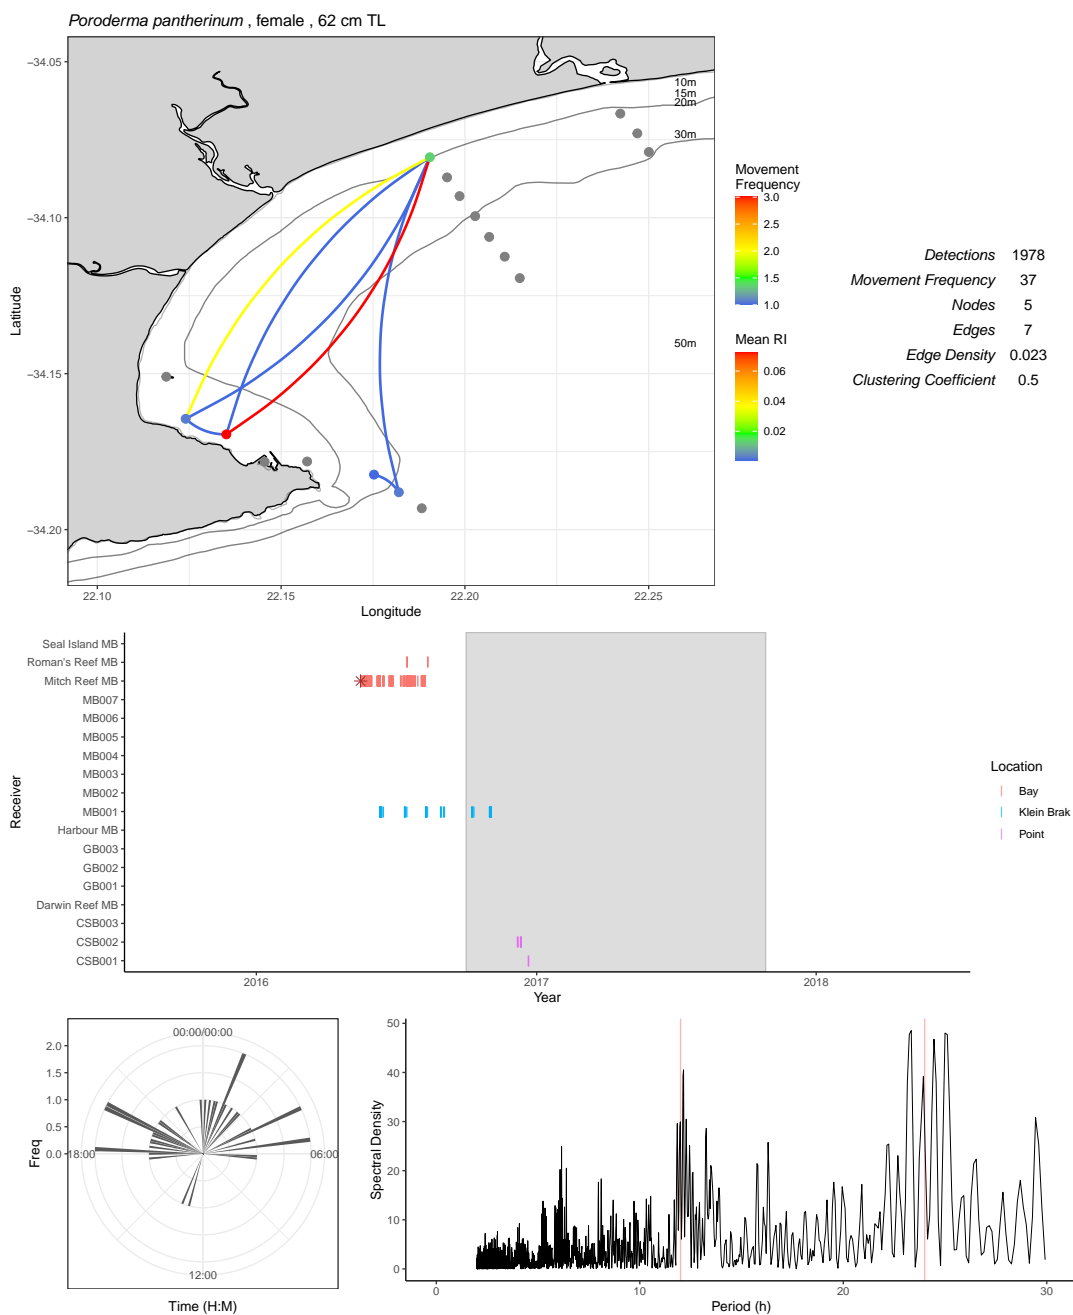 Poroderma pantherinum , female , 62 cm TL
−34.05
−34.10
−34.15
−34.20
Latitude
10m
15m
20m
30m
50m
22.10
22.15
22.20
22.25
Longitude
Movement
Frequency
3.0
2.5
2.0
1.5
1.0
Mean RI
0.06
0.04
0.02
Detections 1978
Movement Frequency 37
Nodes 5
Edges 7
Edge Density 0.023
Clustering Coefficient 0.5
Receiver
Seal Island MB
Roman's Reef MB
Mitch Reef MB
MB007
MB006
MB005
MB004
MB003
MB002
MB001
Harbour MB
GB003
GB002
GB001
Darwin Reef MB
CSB003
CSB002
CSB001
2016
2017
2018
Year
Location
Bay
Klein Brak
Point
Freq
2.0
1.5
1.0
0.5
0.0
00:00/00:00
06:00
12:00
18:00
Time (H:M)
Spectral Density
50
40
30
20
10
0
0
10
20
30
Period (h)